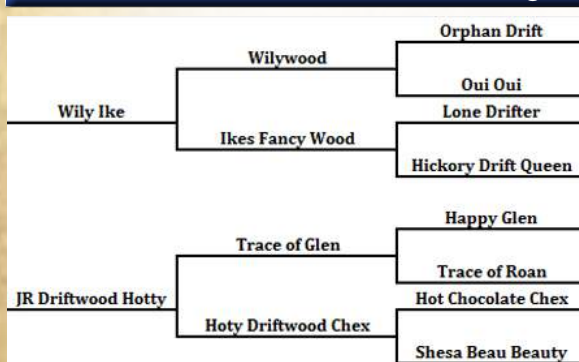 Orphan Drift
Wilywood
Oui Oui
Wily Ike
Lone Drifter
Ikes Fancy Wood
Hickory Drift Queen
Happy Glen
Trace of Glen
Trace of Roan
JR Driftwood Hotty
Hot Chocolate Chex
Hoty Driftwood Chex
Shesa Beau Beauty